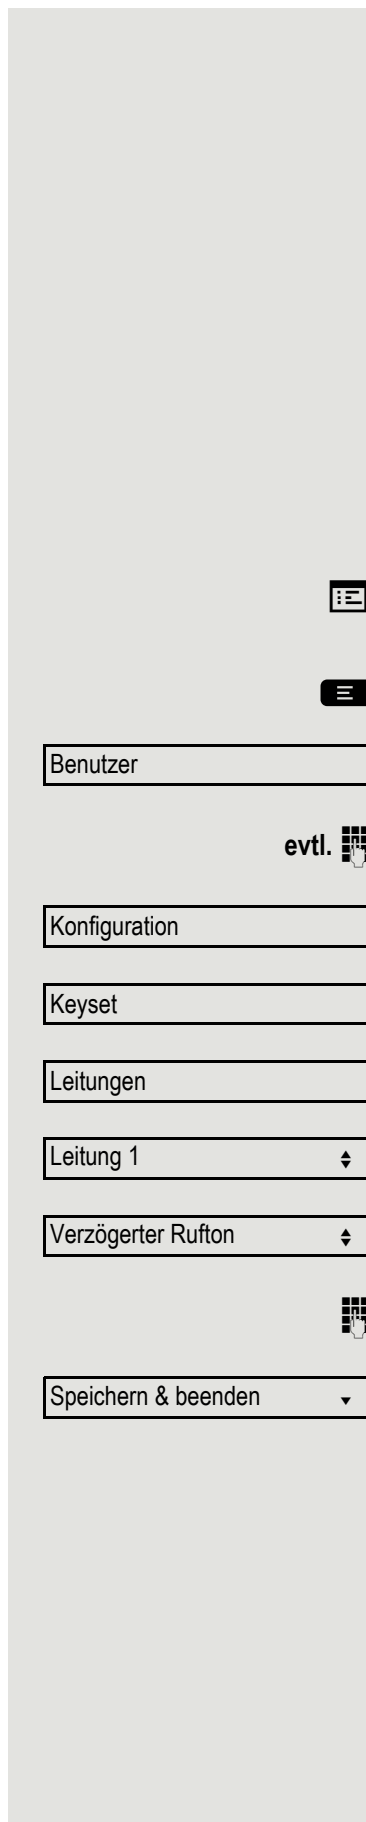 Benutzer
evtl.
Konfiguration
Keyset
Leitungen
Leitung 1
Verzögerter Rufton
Speichern & beenden